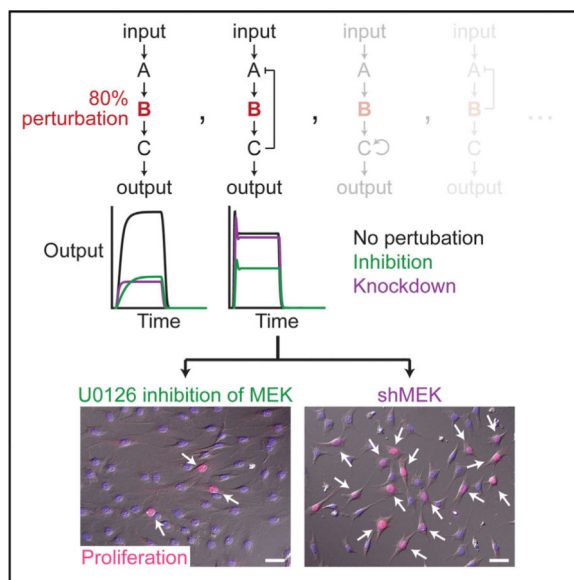 input input input input
A A A A
80%
perturbation B , B , B , B ...
C C C C
output output output output
Output
Time Time
No pertubation
Inhibition
Knockdown
U0126 inhibition of MEK shMEK
Proliferation